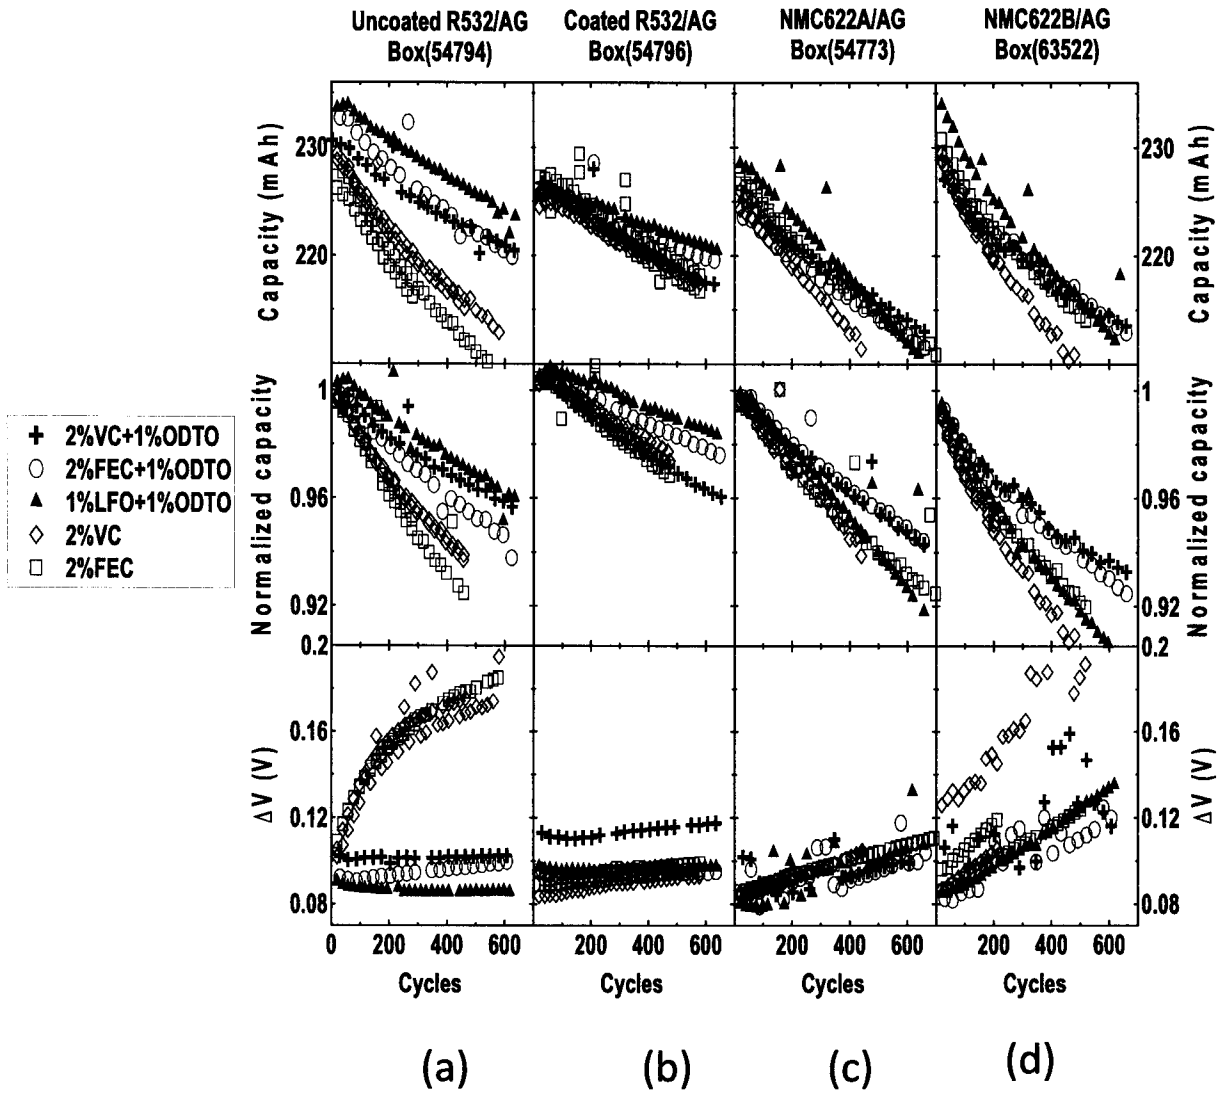 Uncoated R532/AG Coated R532/AG NMC622A/AG NMC622B/AG
Box(54794) Box(54796) Box(54773) Box(63522)
Capacity (mAh)
230
220
230
220
Capacity (mAh)
Normalized capacity
1
0.96
0.92
1
0.96
0.92
Normalized capacity
2%VC+1%ODTO
2%FEC+1%ODTO
1%LFO+1%ODTO
2%VC
2%FEC
ΔV (V)
0.2
0.16
0.12
0.08
0.2
0.16
0.12
0.08
ΔV (V)
0 200 400 600 200 400 600 200 400 600 200 400 600
Cycles Cycles Cycles Cycles
(a) (b) (c) (d)